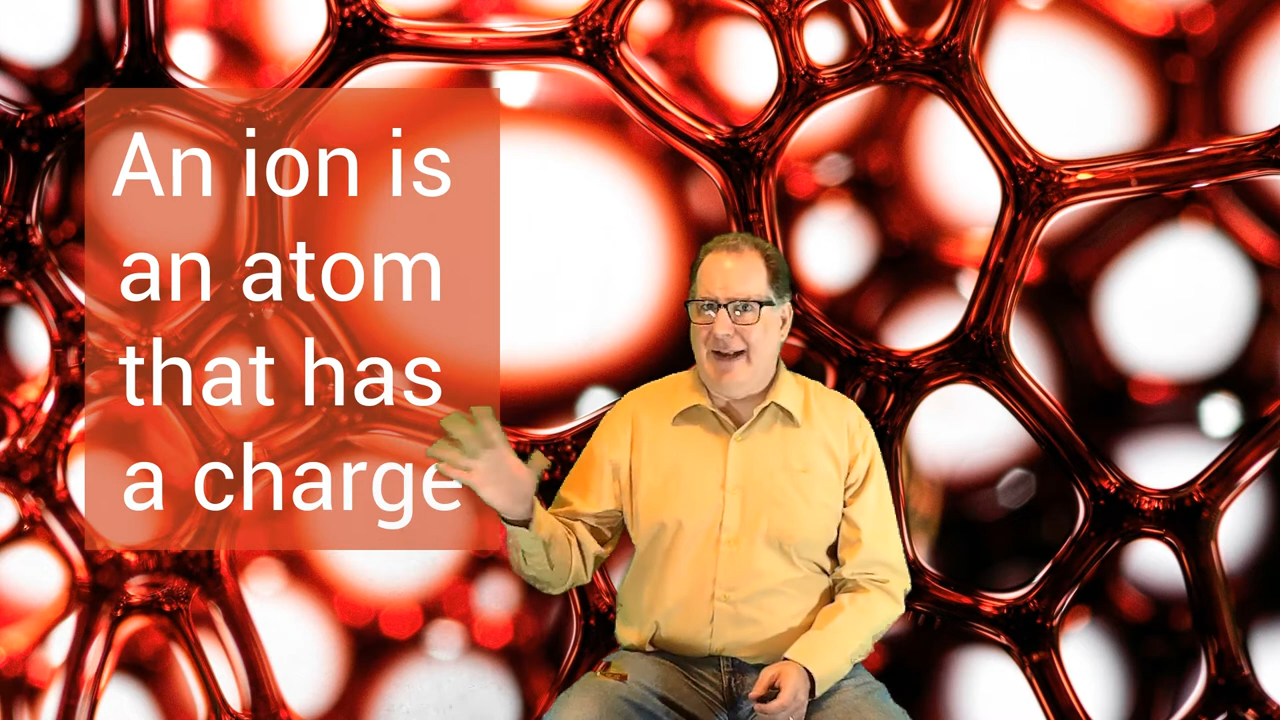 An ion is
an atom
that has
a charge